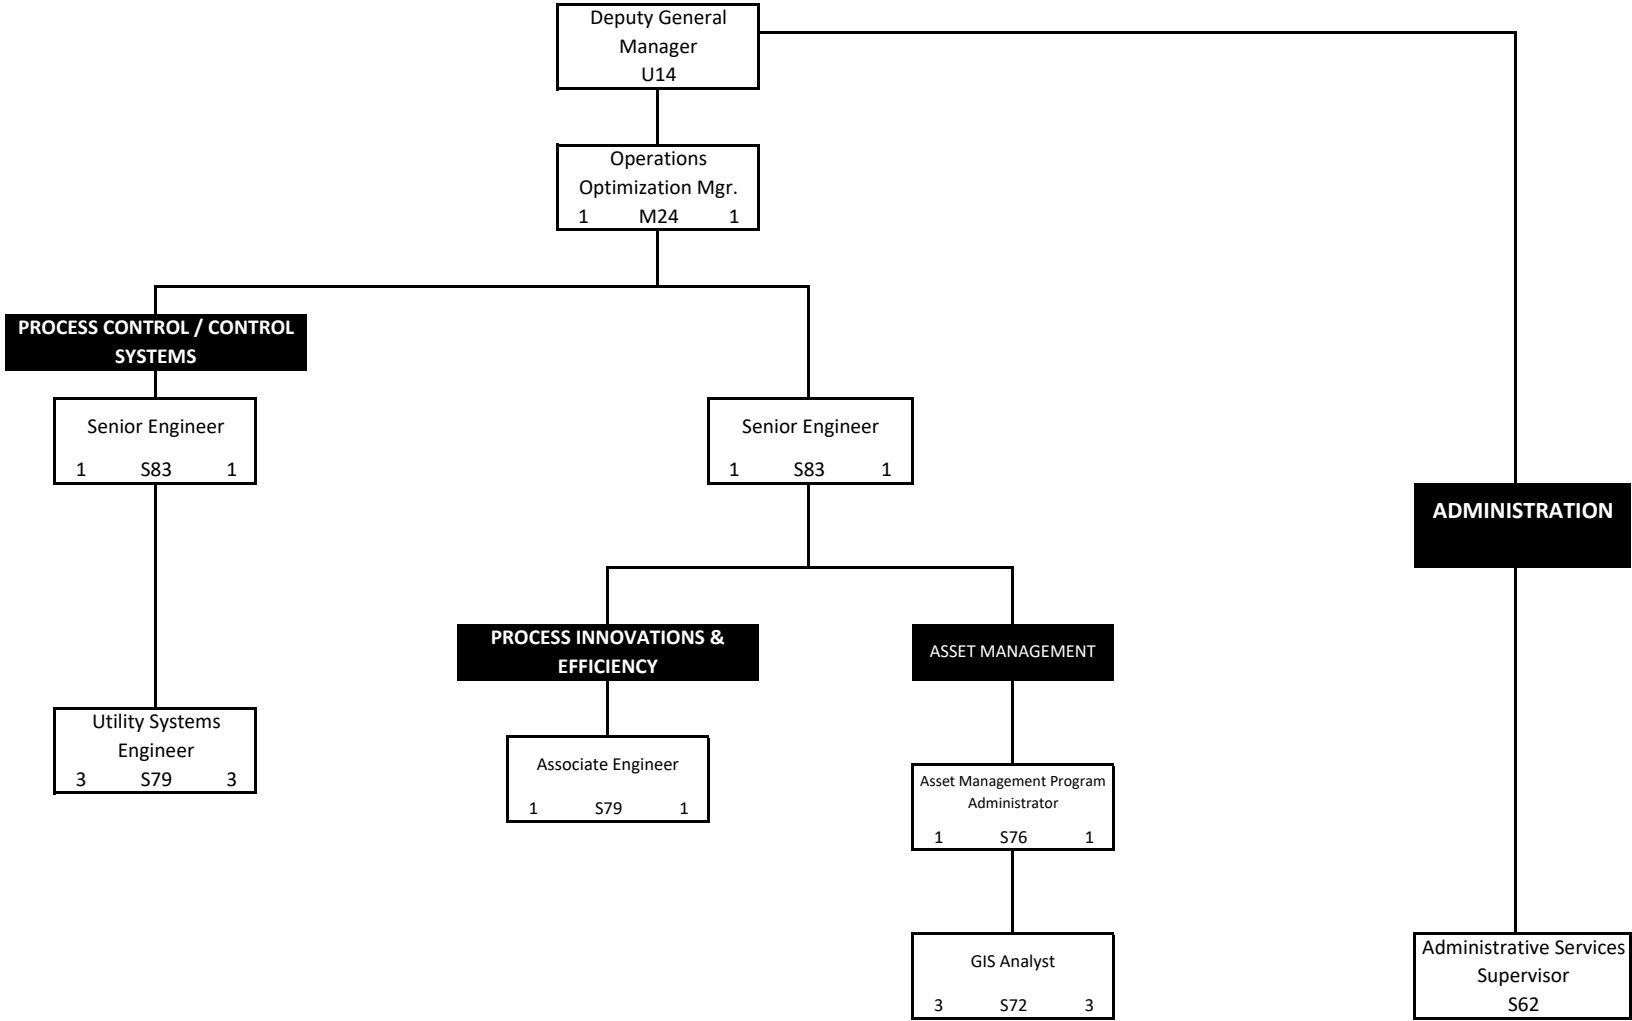 Deputy General
Manager
U14
Operations
Optimization Mgr.
1 M24 1
PROCESS CONTROL / CONTROL
SYSTEMS
Senior Engineer
1 S83 1
Senior Engineer
1 S83 1
ADMINISTRATION
PROCESS INNOVATIONS &
EFFICIENCY
ASSET MANAGEMENT
Utility Systems
Engineer
3 S79 3
Associate Engineer
1 S79 1
Asset Management Program
Administrator
1 S76 1
GIS Analyst
3 S72 3
Administrative Services
Supervisor
S62